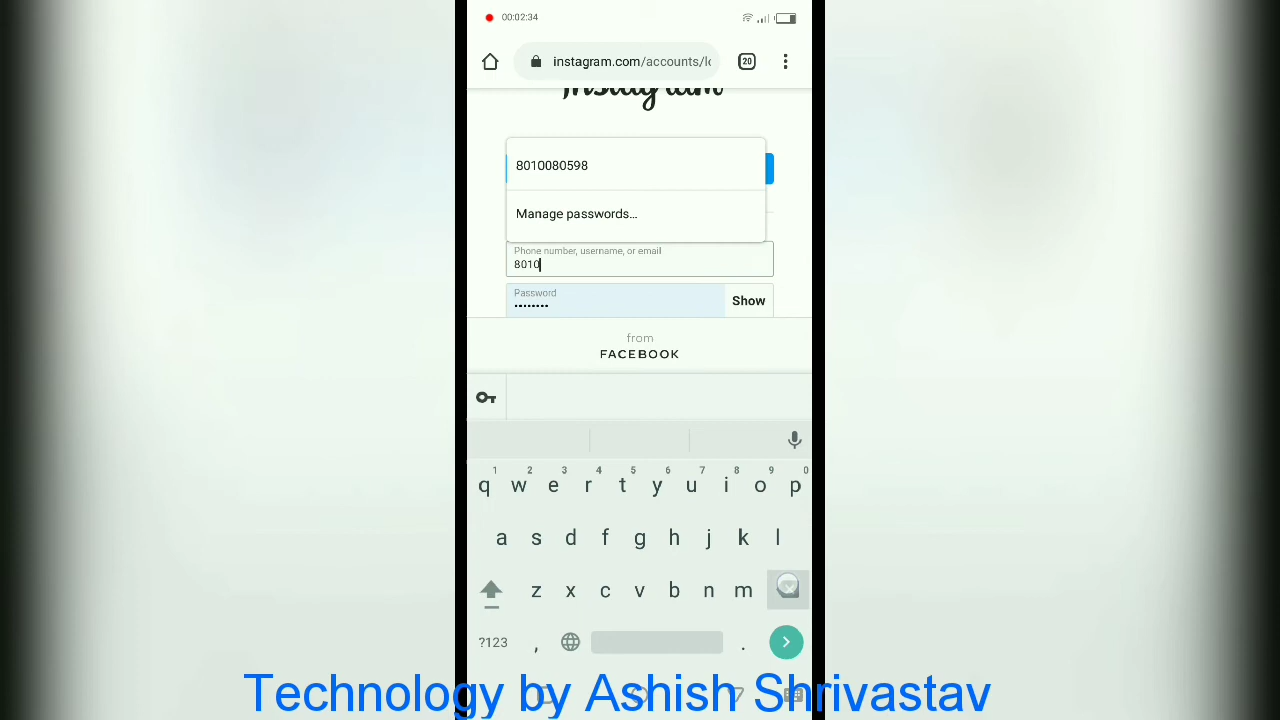 00:02:34
instagram.com/accounts/l
20
Instagram
8010080598
Manage passwords...
Phone number, username, or email
8010
Password
••••••••
Show
from
FACEBOOK
1 2 3 4 5 6 7 8 9 0
q w e r t y u i o p
a s d f g h j k l
z x c v b n m
?123 , .
Technology by Ashish Shrivastav